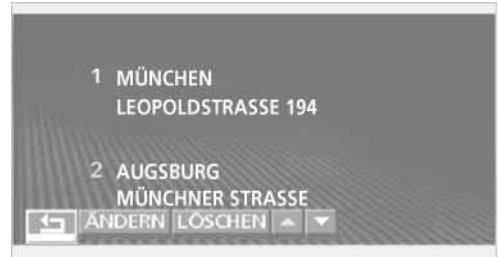 1 MÜNCHEN
LEOPOLDSTRASSE 194
2 AUGSBURG
MÜNCHNER STRASSE
ÄNDERN LÖSCHEN